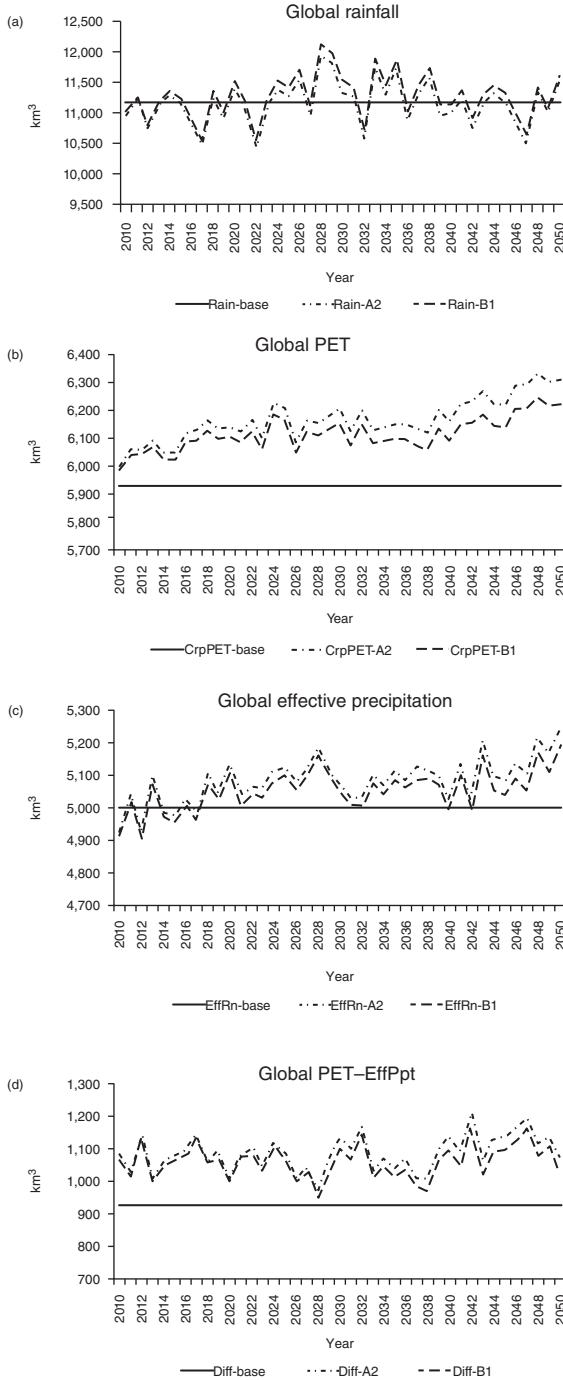 (a)
Global rainfall
12,500
12,000
11,500
11,000
10,500
10,000
9,500
km³
2010 2012 2014 2016 2018 2020 2022 2024 2026 2028 2030 2032 2034 2036 2038 2040 2042 2044 2046 2048 2050
Year
Rain-base Rain-A2 Rain-B1
(b)
Global PET
6,400
6,300
6,200
6,100
6,000
5,900
5,800
5,700
km³
2010 2012 2014 2016 2018 2020 2022 2024 2026 2028 2030 2032 2034 2036 2038 2040 2042 2044 2046 2048 2050
Year
CrpPET-base CrpPET-A2 CrpPET-B1
(c)
Global effective precipitation
5,300
5,200
5,100
5,000
4,900
4,800
4,700
km³
2010 2012 2014 2016 2018 2020 2022 2024 2026 2028 2030 2032 2034 2036 2038 2040 2042 2044 2046 2048 2050
Year
EffRn-base EffRn-A2 EffRn-B1
(d)
Global PET–EffPpt
1,300
1,200
1,100
1,000
900
800
700
km³
2010 2012 2014 2016 2018 2020 2022 2024 2026 2028 2030 2032 2034 2036 2038 2040 2042 2044 2046 2048 2050
Year
Diff-base Diff-A2 Diff-B1